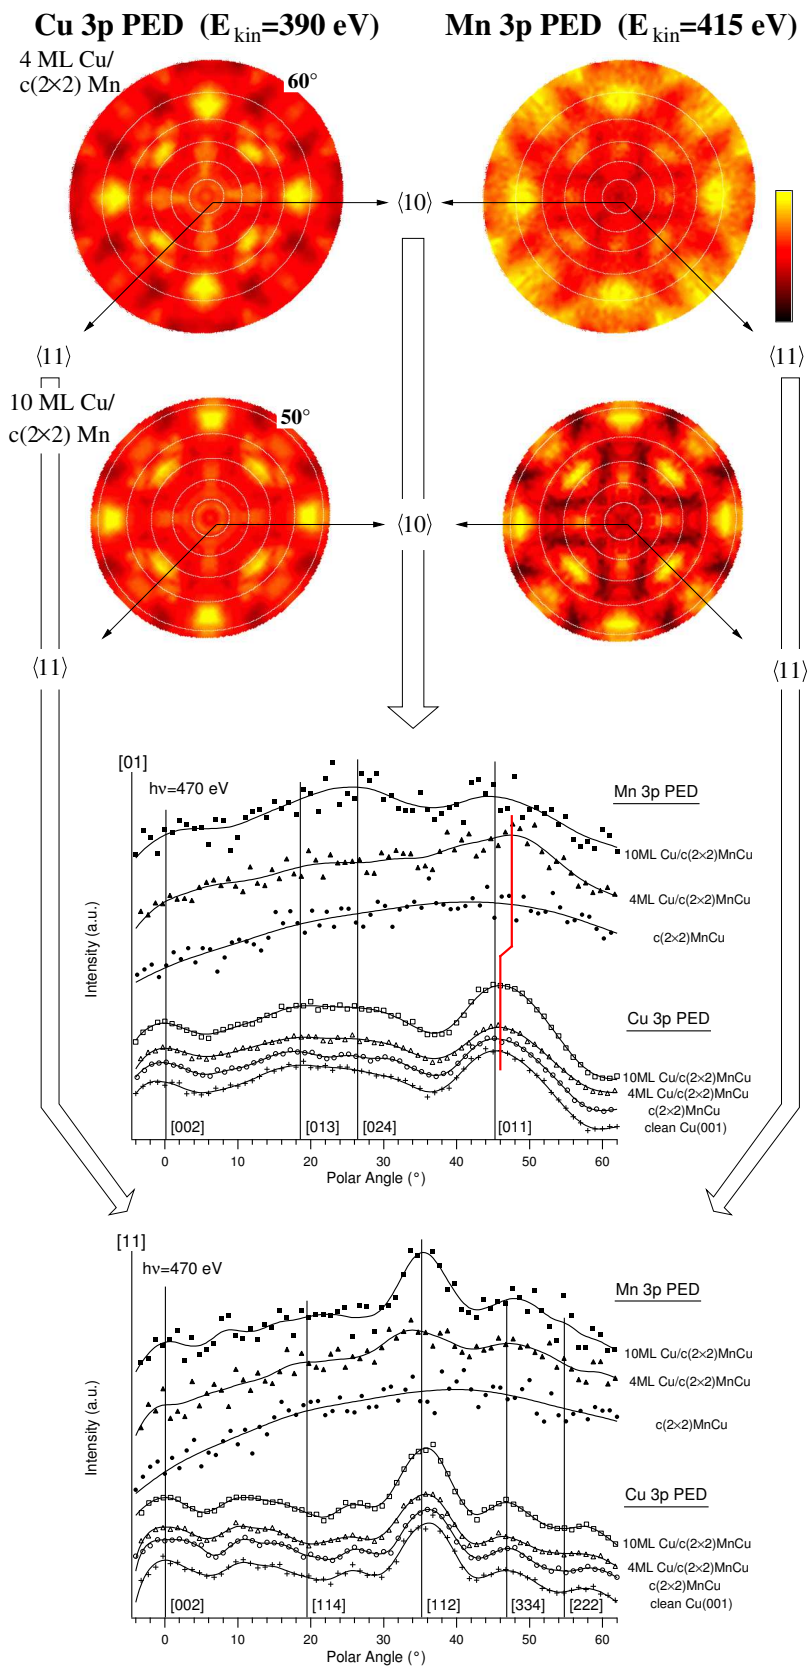 Cu 3p PED (E kin=390 eV)
Mn 3p PED (E kin=415 eV)
4 ML Cu/
c(2×2) Mn
60°
⟨10⟩
⟨11⟩
⟨11⟩
10 ML Cu/
c(2×2) Mn
50°
⟨10⟩
⟨11⟩
⟨11⟩
[01]
hν=470 eV
Mn 3p PED
10ML Cu/c(2×2)MnCu
4ML Cu/c(2×2)MnCu
c(2×2)MnCu
Intensity (a.u.)
Cu 3p PED
10ML Cu/c(2×2)MnCu
4ML Cu/c(2×2)MnCu
c(2×2)MnCu
clean Cu(001)
[002] [013] [024] [011]
0 10 20 30 40 50 60
Polar Angle (°)
[11]
hν=470 eV
Mn 3p PED
10ML Cu/c(2×2)MnCu
4ML Cu/c(2×2)MnCu
c(2×2)MnCu
Intensity (a.u.)
Cu 3p PED
10ML Cu/c(2×2)MnCu
4ML Cu/c(2×2)MnCu
c(2×2)MnCu
clean Cu(001)
[002] [114] [112] [334] [222]
0 10 20 30 40 50 60
Polar Angle (°)